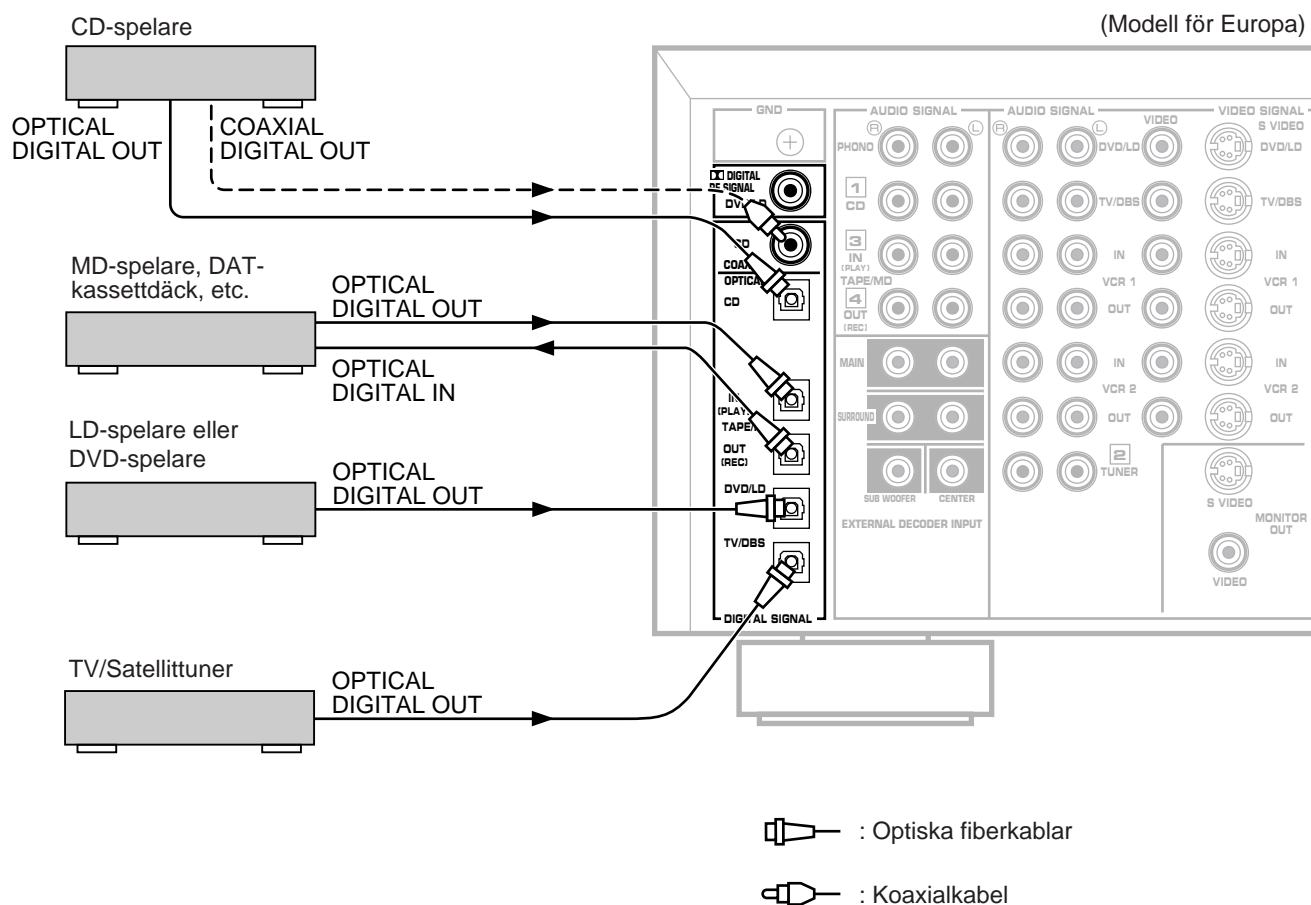 CD-spelare
(Modell för Europa)
OPTICAL
DIGITAL OUT
COAXIAL
DIGITAL OUT
MD-spelare, DAT-
kassettdäck, etc.
OPTICAL
DIGITAL OUT
OPTICAL
DIGITAL IN
LD-spelare eller
DVD-spelare
OPTICAL
DIGITAL OUT
TV/Satellittuner
OPTICAL
DIGITAL OUT
GND
DIGITAL
SIGNAL
CD
OPTICAL
CD
IN
(PLAY)
OUT
(REC)
DVD/LD
TV/DBS
DIGITAL SIGNAL
AUDIO SIGNAL
R
L
PHONO
1
CD
3
IN
(PLAY)
TAPE/MD
4
OUT
(REC)
MAIN
SURROUND
SUB WOOFER
CENTER
EXTERNAL DECODER INPUT
AUDIO SIGNAL
R
L
VIDEO
DVD/LD
TV/DBS
IN
VCR 1
OUT
IN
VCR 2
OUT
2
TUNER
VIDEO SIGNAL
S VIDEO
DVD/LD
TV/DBS
IN
VCR 1
OUT
IN
VCR 2
OUT
S VIDEO
MONITOR
OUT
VIDEO
: Optiska fiberkablar
: Koaxialkabel